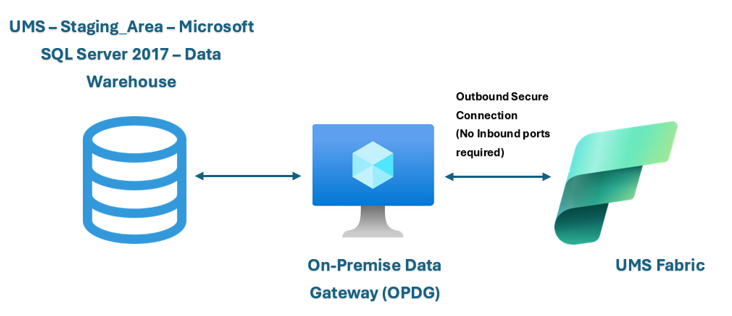 UMS – Staging_Area – Microsoft
SQL Server 2017 – Data
Warehouse
Outbound Secure
Connection
(No Inbound ports
required)
On-Premise Data
Gateway (OPDG)
UMS Fabric